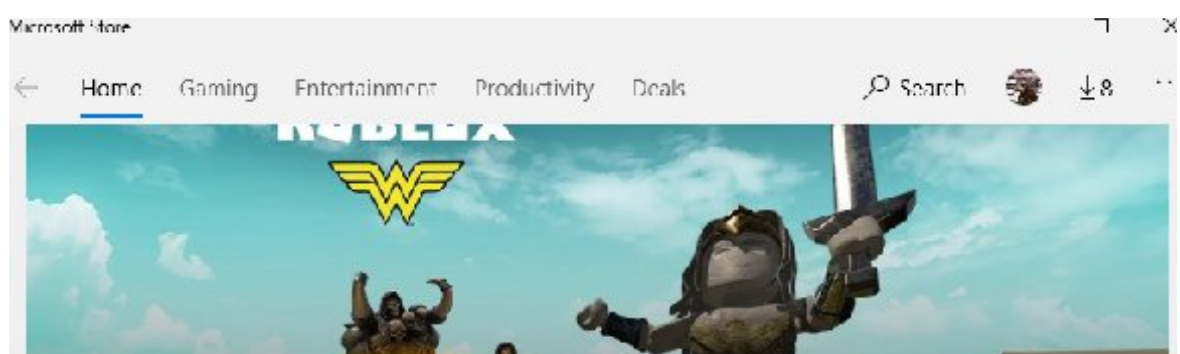 Microsoft Store
Home Gaming Entertainment Productivity Deals Search 8
ROBLOX
W